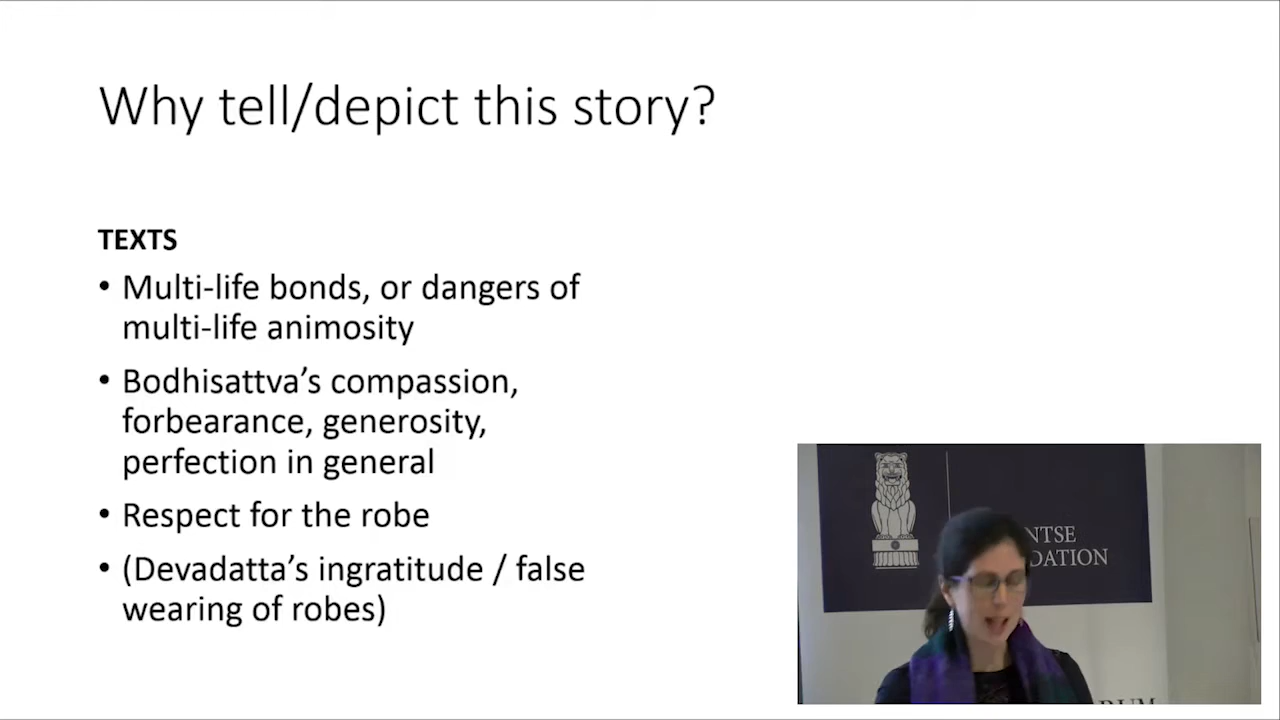 Why tell/depict this story?
TEXTS
• Multi-life bonds, or dangers of
multi-life animosity
• Bodhisattva’s compassion,
forbearance, generosity,
perfection in general
• Respect for the robe
• (Devadatta’s ingratitude / false
wearing of robes)
NTSE
DATION